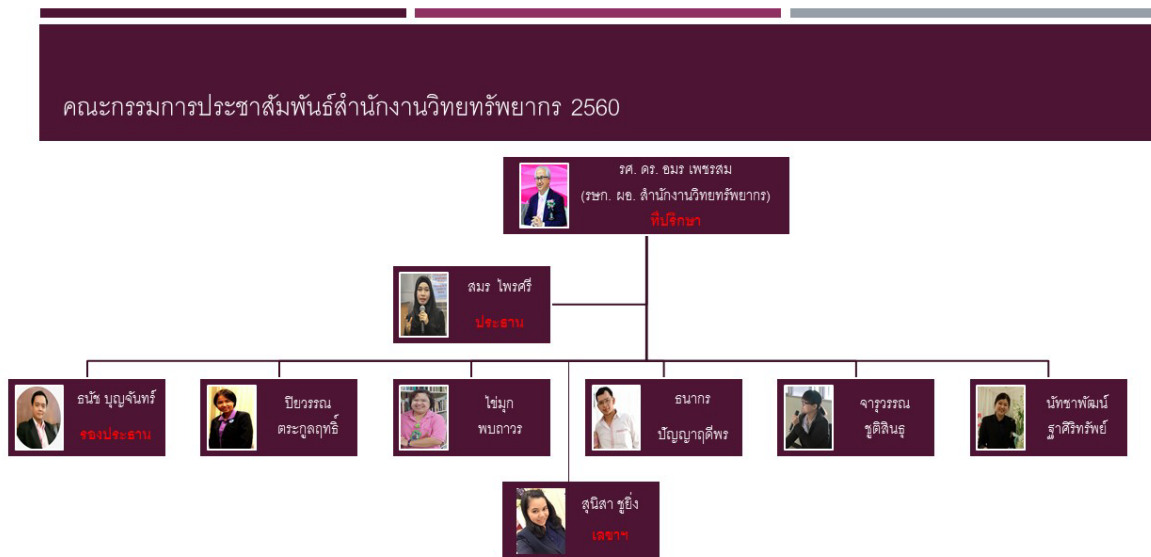 คณะกรรมการประชาสัมพันธ์สำนักงานวิทยทรัพยากร 2560
รศ. ดร. อมร เพชรสม
(รษก. ผอ. สำนักงานวิทยทรัพยากร)
ที่ปรึกษา
สมร ไพรศรี
ประธาน
ธนัช บุญจันทร์
รองประธาน
ปิยวรรณ
ตระกูลฤทธิ์
ไข่มุก
พบถาวร
ธนากร
ปัญญาฤดีพร
จารุวรรณ
ชูติสินธุ
นัทชาพัฒน์
ฐาศิริทรัพย์
สุนิสา ชูยิ่ง
เลขาฯ